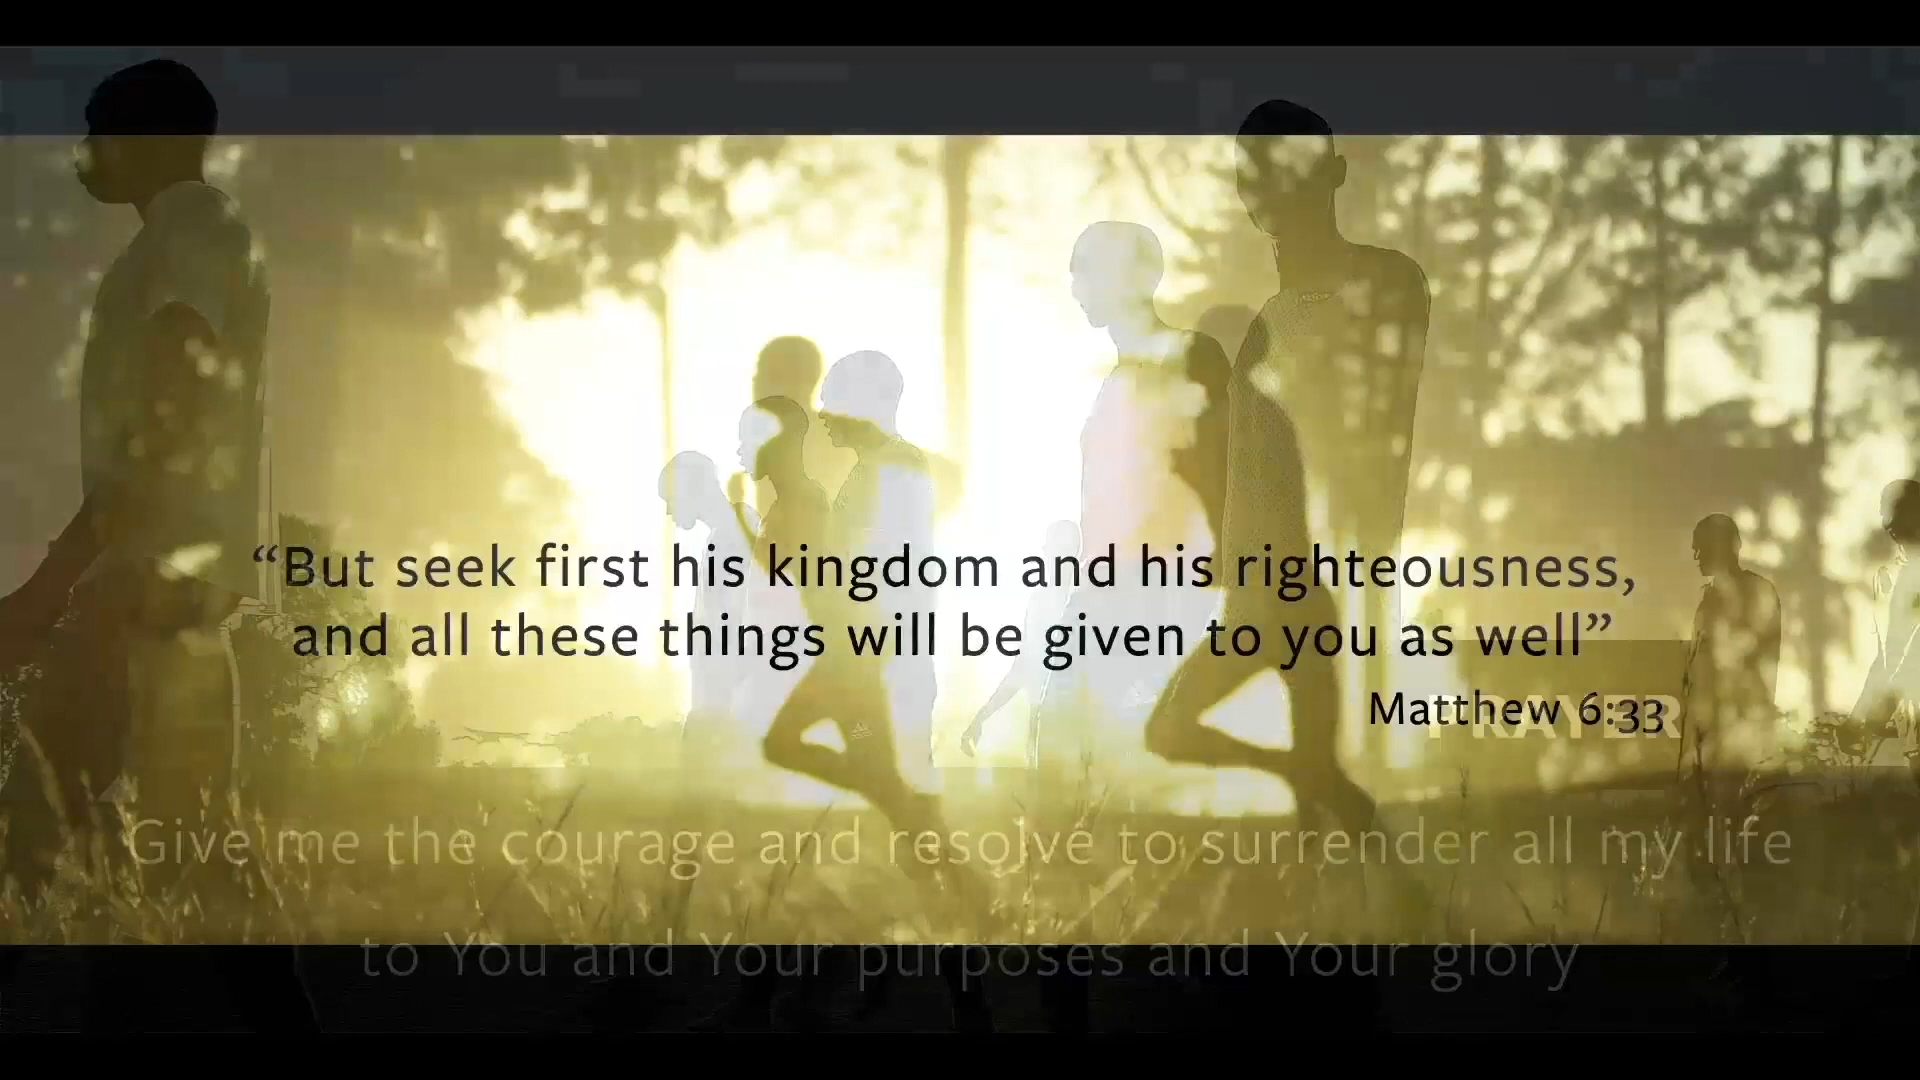 “But seek first his kingdom and his righteousness,
and all these things will be given to you as well”
Matthew 6:33
PRAYER
Give me the courage and resolve to surrender all my life
to You and Your purposes and Your glory